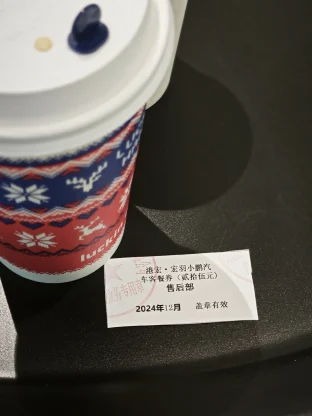 luckin
港宏·宏羽小鹏汽
车客餐券（贰拾伍元）
售后部
2024年12月 盖章有效